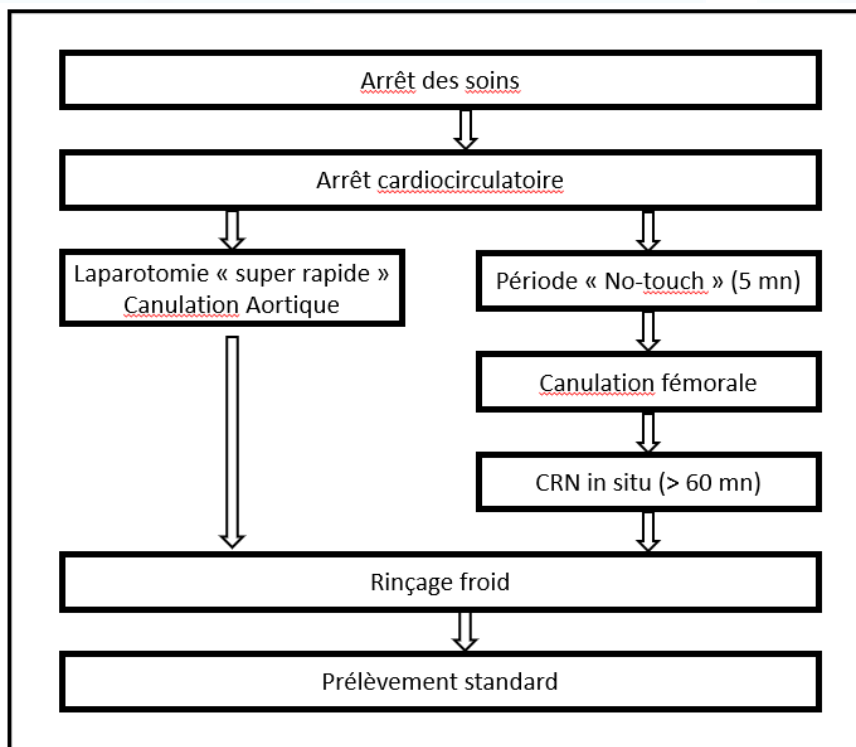 Arrêt des soins
Arrêt cardiocirculatoire
Laparotomie « super rapide »
Canulation Aortique
Période « No-touch » (5 mn)
Canulation fémorale
CRN in situ (> 60 mn)
Rinçage froid
Prélèvement standard